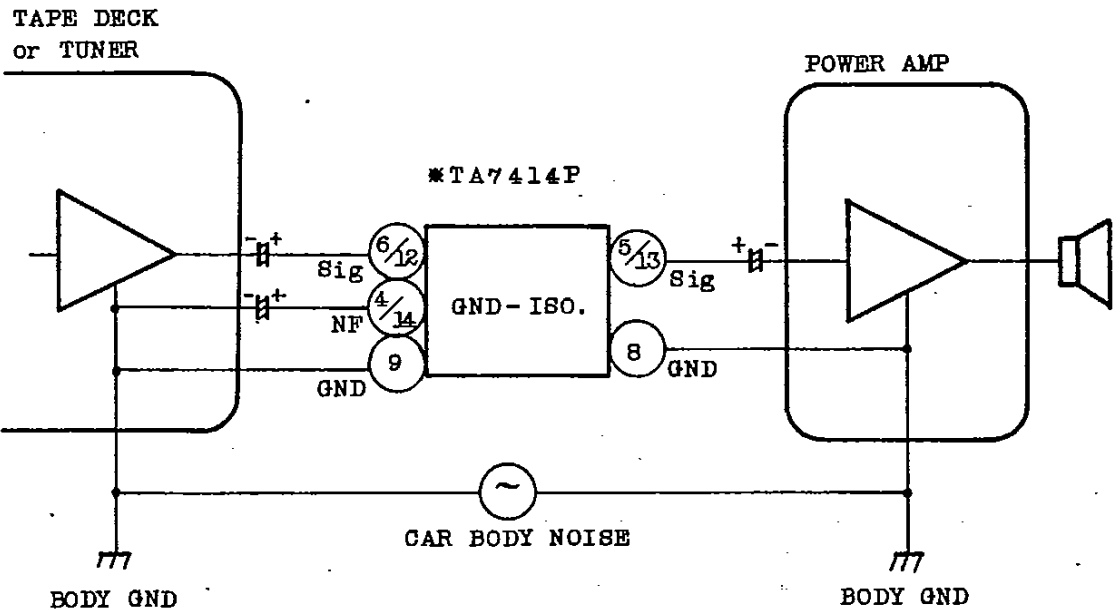 TAPE DECK
or TUNER
POWER AMP
*TA7414P
- +
6/12
Sig
5/13
Sig
+ -
- +
4/14
NF
GND-ISO.
9
GND
8
GND
~
CAR BODY NOISE
BODY GND
BODY GND